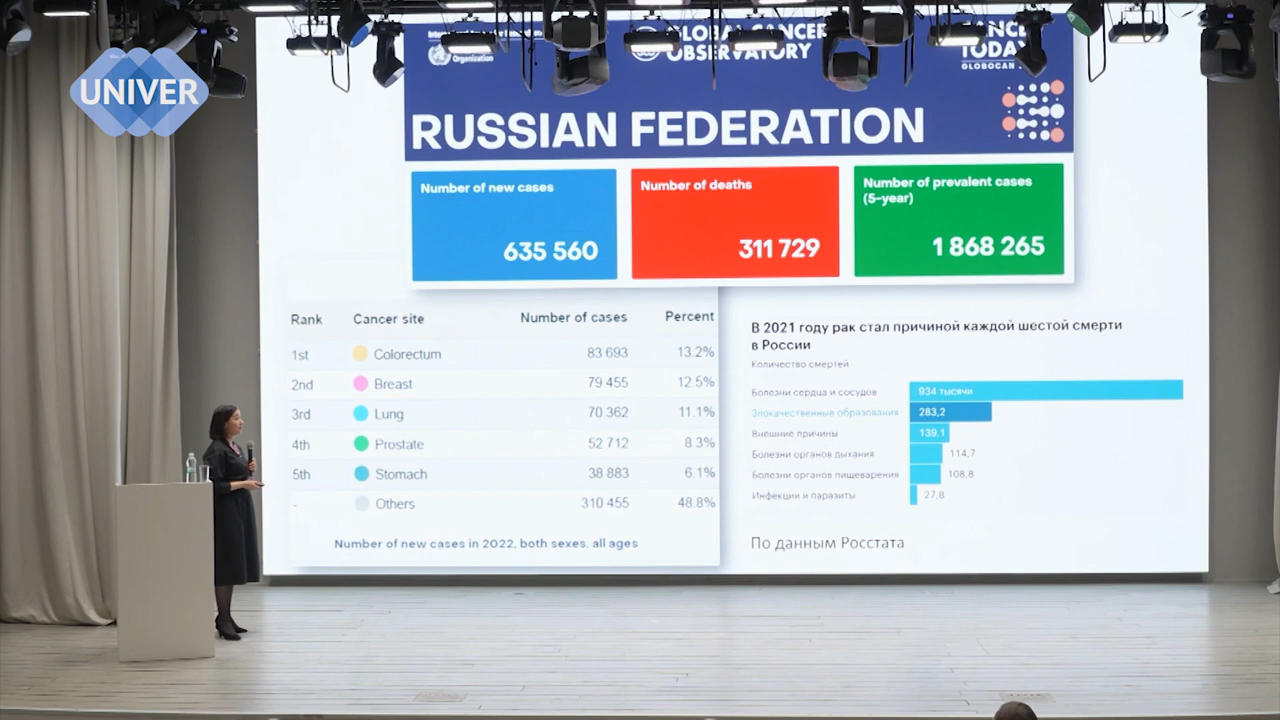 UNIVER
Organization
GLOBAL CANCER
OBSERVATORY
CANCER
TODAY
GLOBOCAN
RUSSIAN FEDERATION
Number of new cases
635 560
Number of deaths
311 729
Number of prevalent cases
(5-year)
1 868 265
Rank Cancer site Number of cases Percent
1st Colorectum 83 693 13.2%
2nd Breast 79 455 12.5%
3rd Lung 70 362 11.1%
4th Prostate 52 712 8.3%
5th Stomach 38 883 6.1%
- Others 310 455 48.8%
Number of new cases in 2022, both sexes, all ages
В 2021 году рак стал причиной каждой шестой смерти
в России
Количество смертей
Болезни сердца и сосудов 934 тысячи
Злокачественные образования 283,2
Внешние причины 139,1
Болезни органов дыхания 114,7
Болезни органов пищеварения 108,8
Инфекции и паразиты 27,8
По данным Росстата